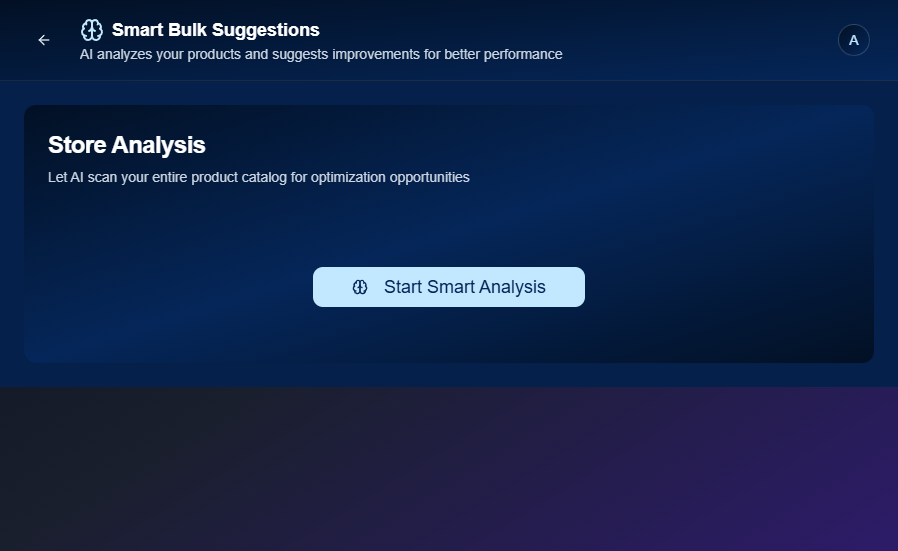 Smart Bulk Suggestions
AI analyzes your products and suggests improvements for better performance
A
Store Analysis
Let AI scan your entire product catalog for optimization opportunities
Start Smart Analysis